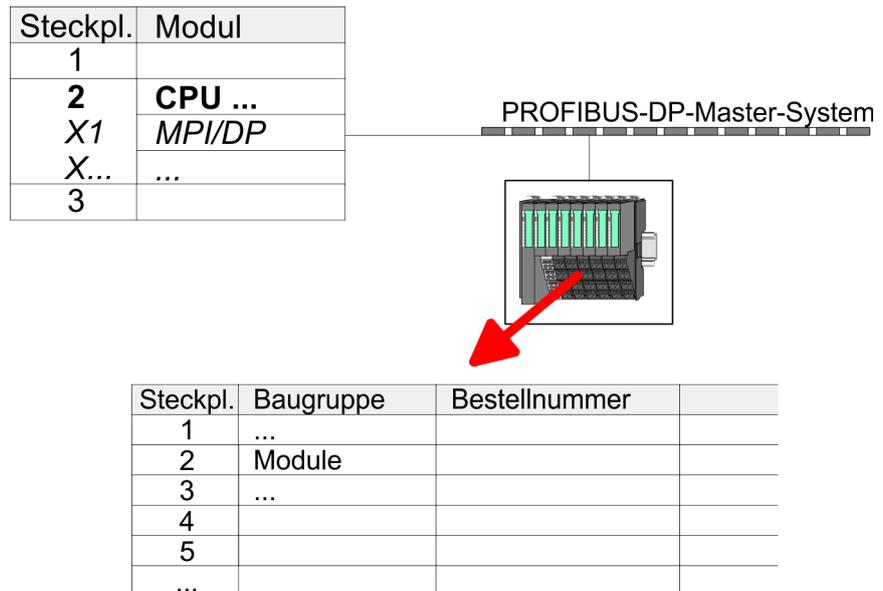 Steckpl. Modul
1
2 CPU ...
X1 MPI/DP
X... ...
3
PROFIBUS-DP-Master-System
Steckpl. Baugruppe Bestellnummer
1 ...
2 Module
3 ...
4
5
...